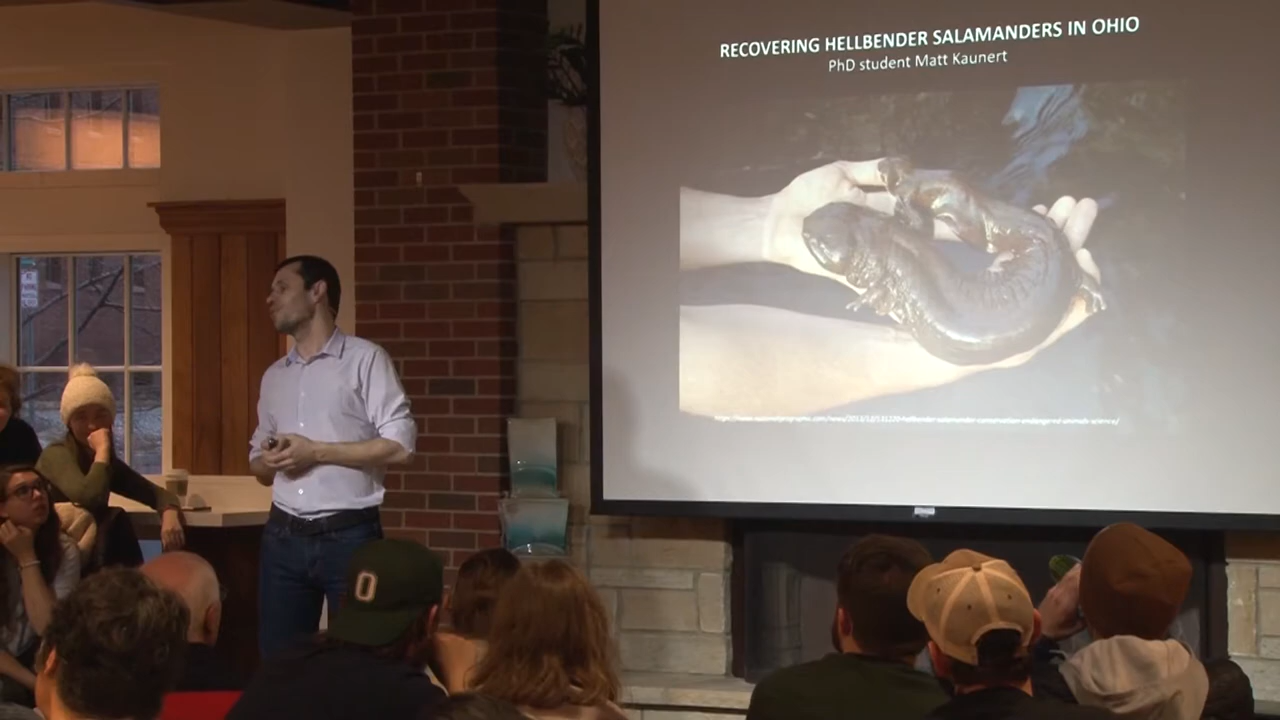 RECOVERING HELLBENDER SALAMANDERS IN OHIO
PhD student Matt Kaunert
O